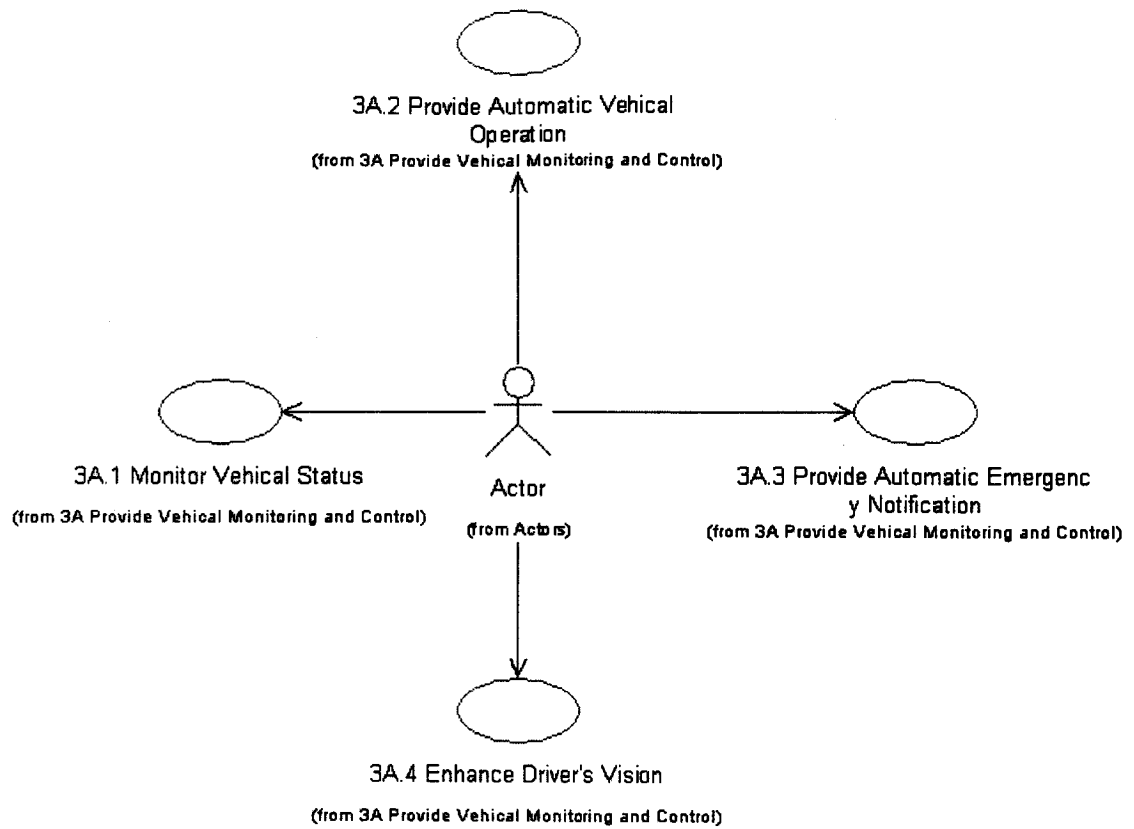 3A.2 Provide Automatic Vehical
Operation
(from 3A Provide Vehical Monitoring and Control)
3A.1 Monitor Vehical Status
(from 3A Provide Vehical Monitoring and Control)
Actor
(from Actors)
3A.3 Provide Automatic Emergenc
y Notification
(from 3A Provide Vehical Monitoring and Control)
3A.4 Enhance Driver's Vision
(from 3A Provide Vehical Monitoring and Control)